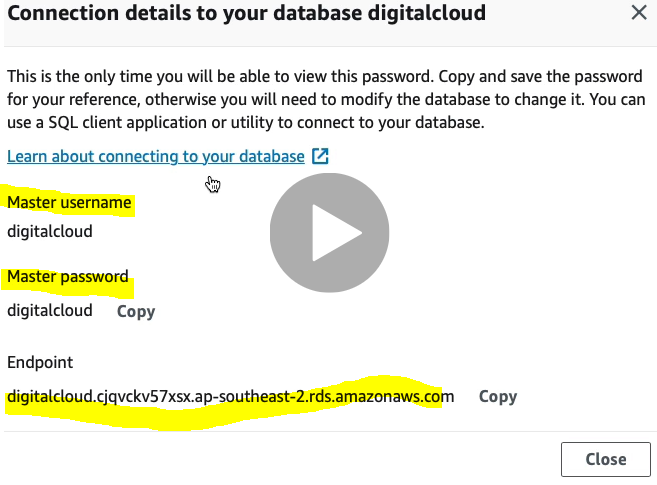 Connection details to your database digitalcloud
This is the only time you will be able to view this password. Copy and save the password
for your reference, otherwise you will need to modify the database to change it. You can
use a SQL client application or utility to connect to your database.
Learn about connecting to your database
Master username
digitalcloud
Master password
digitalcloud Copy
Endpoint
digitalcloud.cjqvckv57xsx.ap-southeast-2.rds.amazonaws.com Copy
Close